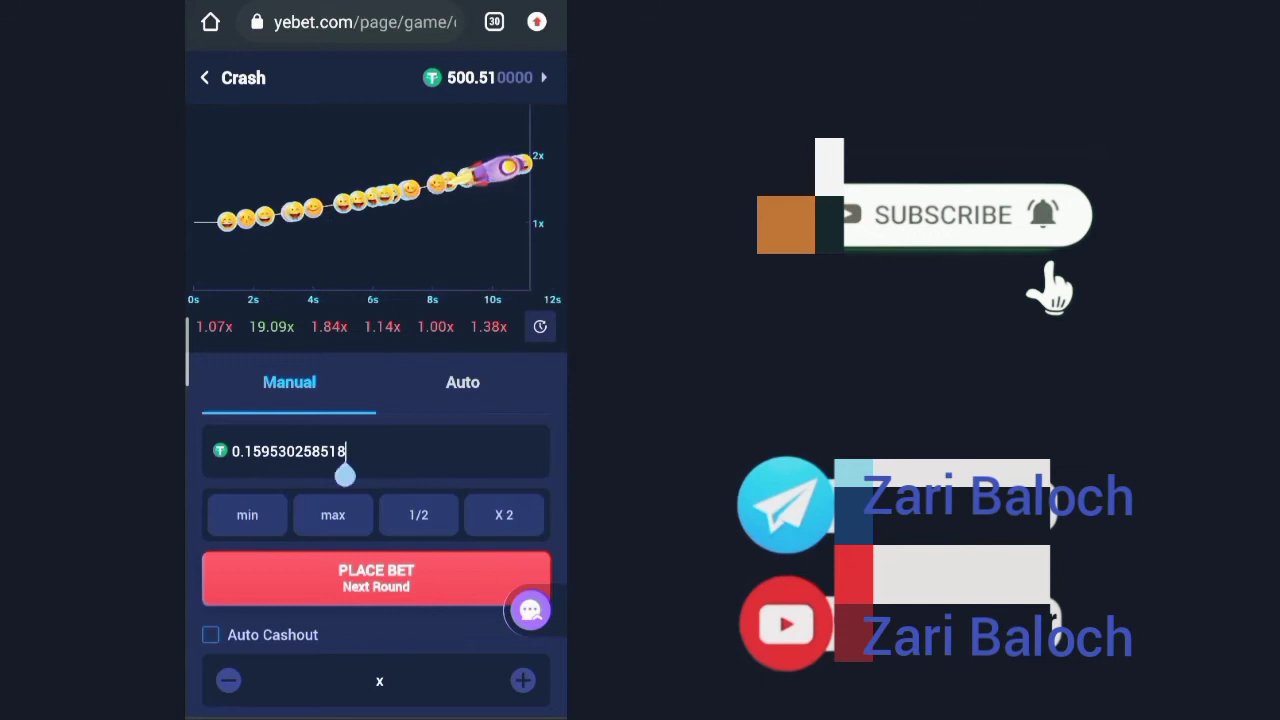 yebet.com/page/game/
30
Crash
500.510000
2x
1x
0s 2s 4s 6s 8s 10s 12s
1.07x 19.09x 1.84x 1.14x 1.00x 1.38x
Manual Auto
0.159530258518
min max 1/2 X 2
PLACE BET
Next Round
Auto Cashout
x
SUBSCRIBE
Zari Baloch
Zari Baloch